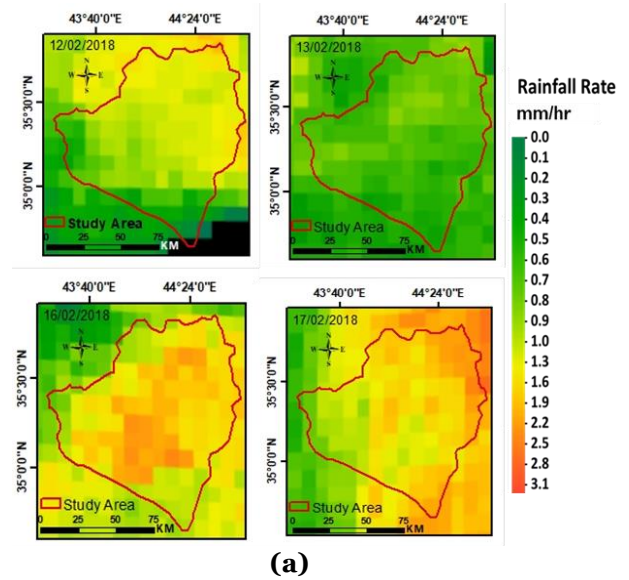 43°40'0"E 44°24'0"E
12/02/2018
N
W E
S
35°30'0"N
35°0'0"N
Study Area
0 25 50 75
KM
43°40'0"E 44°24'0"E
13/02/2018
N
W E
S
35°30'0"N
35°0'0"N
Study Area
0 25 50 75
KM
43°40'0"E 44°24'0"E
16/02/2018
N
W E
S
35°30'0"N
35°0'0"N
Study Area
0 25 50 75
KM
43°40'0"E 44°24'0"E
17/02/2018
N
W E
S
35°30'0"N
35°0'0"N
Study Area
0 25 50 75
KM
Rainfall Rate
mm/hr
0.0
0.1
0.2
0.3
0.4
0.5
0.6
0.7
0.8
0.9
1.1
1.3
1.6
1.9
2.2
2.5
2.8
3.1
(a)